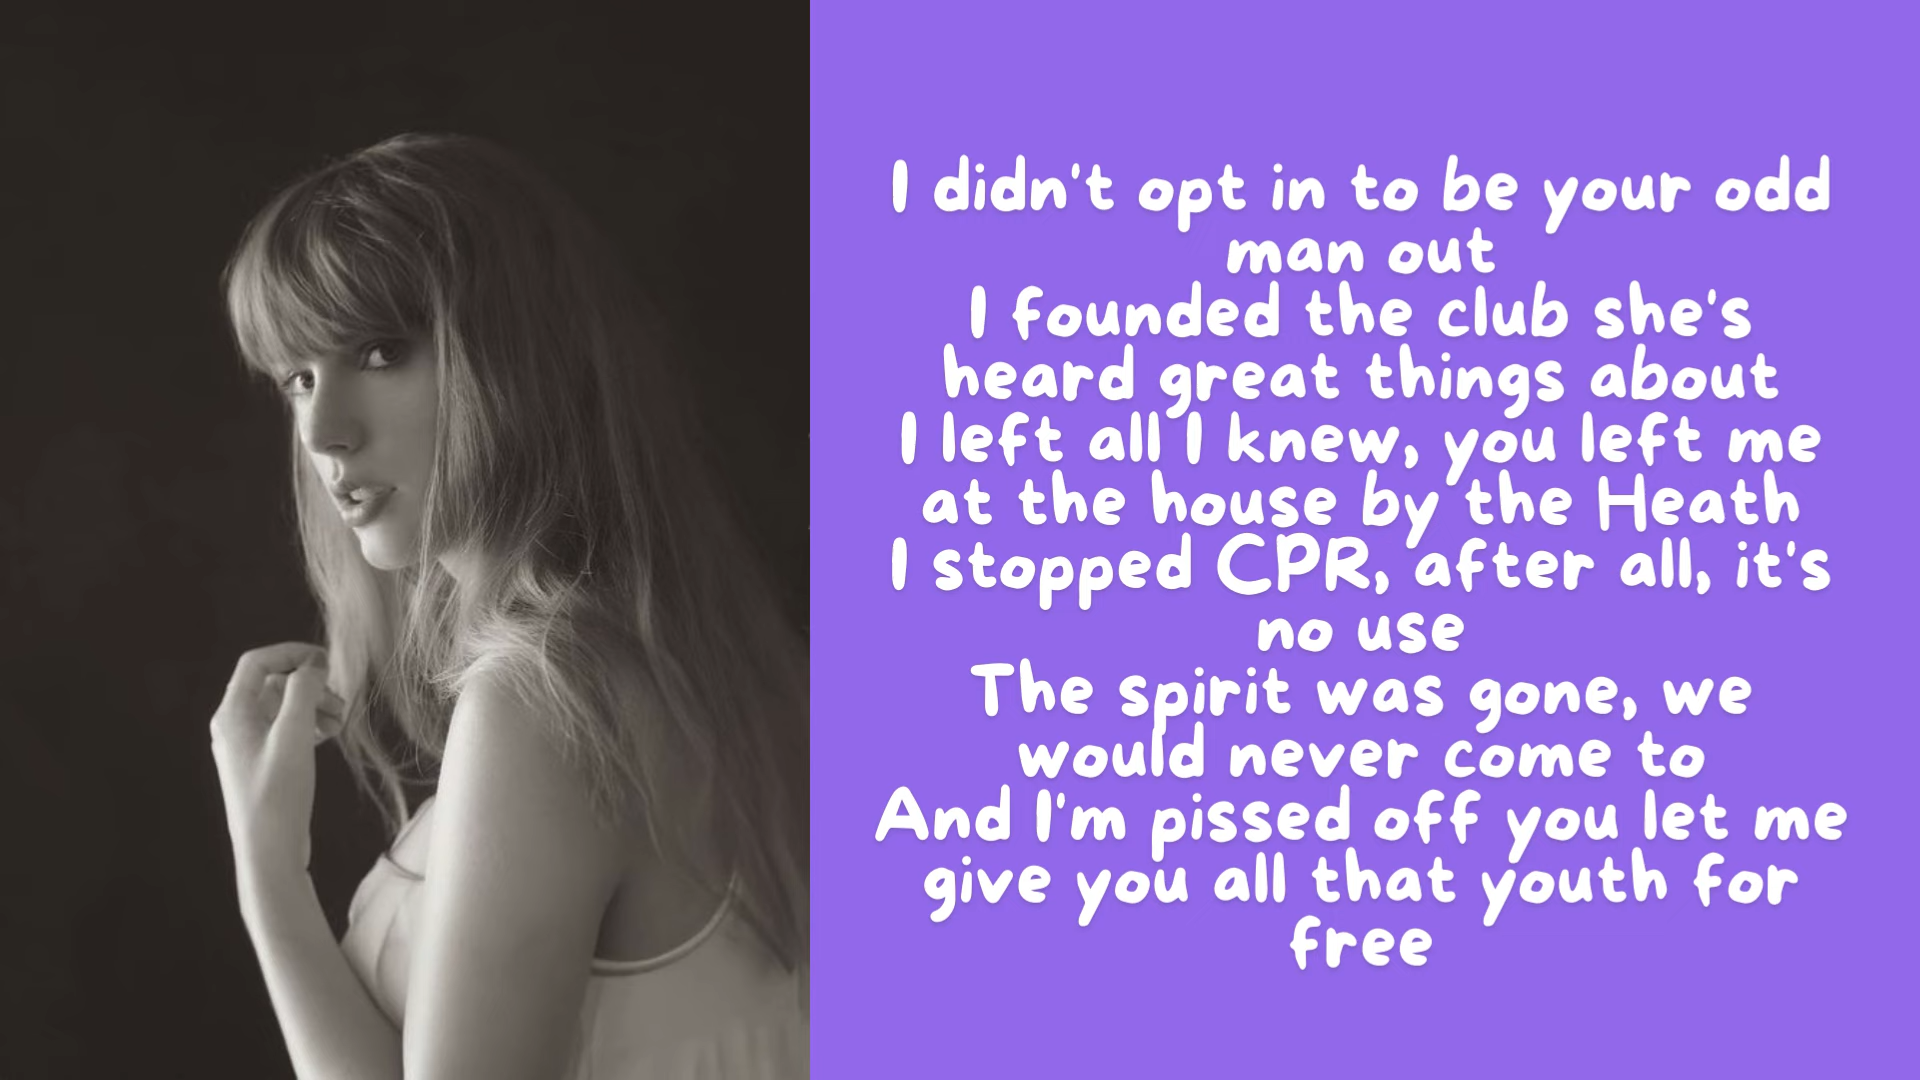 I didn't opt in to be your odd
man out
I founded the club she's
heard great things about
I left all I knew, you left me
at the house by the Heath
I stopped CPR, after all, it's
no use
The spirit was gone, we
would never come to
And I'm pissed off you let me
give you all that youth for
free